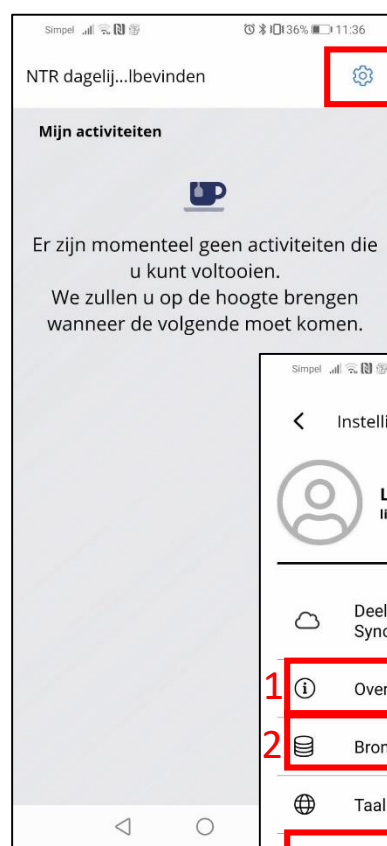 Simpel 36% 11:36
NTR dagelij...lbevinden
Mijn activiteiten
Er zijn momenteel geen activiteiten die
u kunt voltooien.
We zullen u op de hoogte brengen
wanneer de volgende moet komen.
Simpel
Instelli
L
li
Deel
Sync
1 Over
2 Bron
Taal